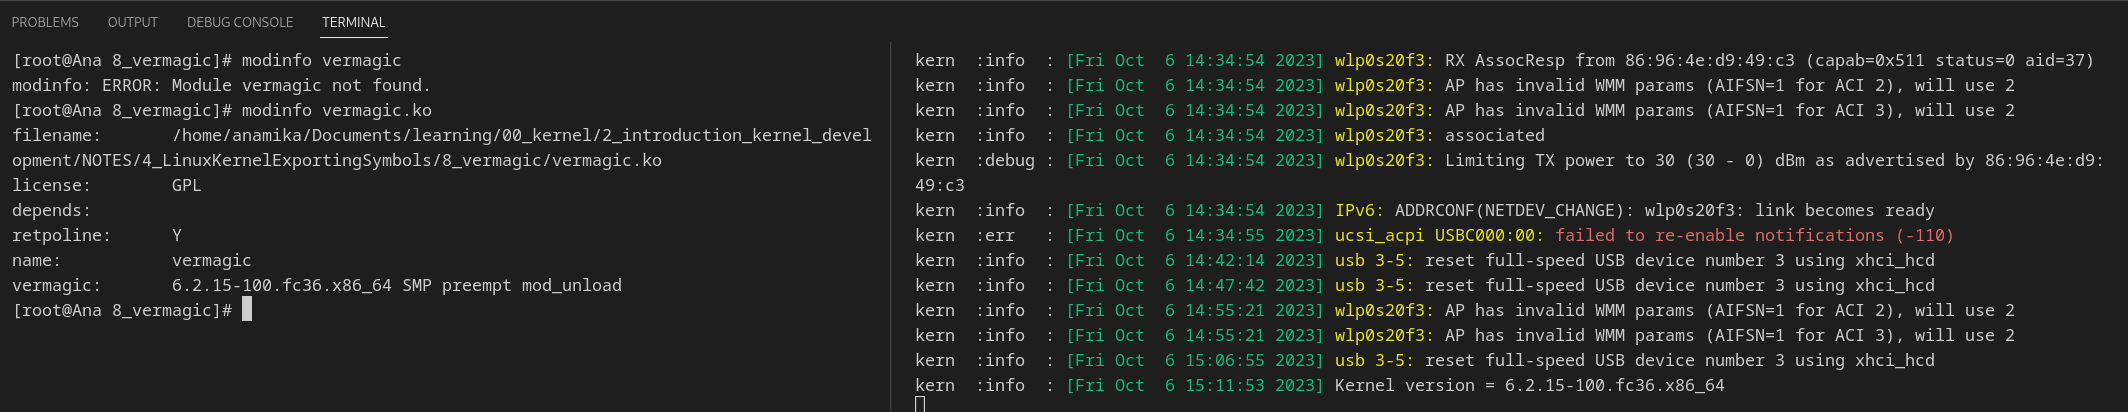 PROBLEMS OUTPUT DEBUG CONSOLE TERMINAL
[root@Ana 8_vermagic]# modinfo vermagic
modinfo: ERROR: Module vermagic not found.
[root@Ana 8_vermagic]# modinfo vermagic.ko
filename:       /home/anamika/Documents/learning/00_kernel/2_introduction_kernel_devel
opment/NOTES/4_LinuxKernelExportingSymbols/8_vermagic/vermagic.ko
license:        GPL
depends:
retpoline:      Y
name:           vermagic
vermagic:       6.2.15-100.fc36.x86_64 SMP preempt mod_unload
[root@Ana 8_vermagic]#
kern  :info  : [Fri Oct  6 14:34:54 2023] wlp0s20f3: RX AssocResp from 86:96:4e:d9:49:c3 (capab=0x511 status=0 aid=37)
kern  :info  : [Fri Oct  6 14:34:54 2023] wlp0s20f3: AP has invalid WMM params (AIFSN=1 for ACI 2), will use 2
kern  :info  : [Fri Oct  6 14:34:54 2023] wlp0s20f3: AP has invalid WMM params (AIFSN=1 for ACI 3), will use 2
kern  :info  : [Fri Oct  6 14:34:54 2023] wlp0s20f3: associated
kern  :debug : [Fri Oct  6 14:34:54 2023] wlp0s20f3: Limiting TX power to 30 (30 - 0) dBm as advertised by 86:96:4e:d9:
49:c3
kern  :info  : [Fri Oct  6 14:34:54 2023] IPv6: ADDRCONF(NETDEV_CHANGE): wlp0s20f3: link becomes ready
kern  :err   : [Fri Oct  6 14:34:55 2023] ucsi_acpi USBC000:00: failed to re-enable notifications (-110)
kern  :info  : [Fri Oct  6 14:42:14 2023] usb 3-5: reset full-speed USB device number 3 using xhci_hcd
kern  :info  : [Fri Oct  6 14:47:42 2023] usb 3-5: reset full-speed USB device number 3 using xhci_hcd
kern  :info  : [Fri Oct  6 14:55:21 2023] wlp0s20f3: AP has invalid WMM params (AIFSN=1 for ACI 2), will use 2
kern  :info  : [Fri Oct  6 14:55:21 2023] wlp0s20f3: AP has invalid WMM params (AIFSN=1 for ACI 3), will use 2
kern  :info  : [Fri Oct  6 15:06:55 2023] usb 3-5: reset full-speed USB device number 3 using xhci_hcd
kern  :info  : [Fri Oct  6 15:11:53 2023] Kernel version = 6.2.15-100.fc36.x86_64